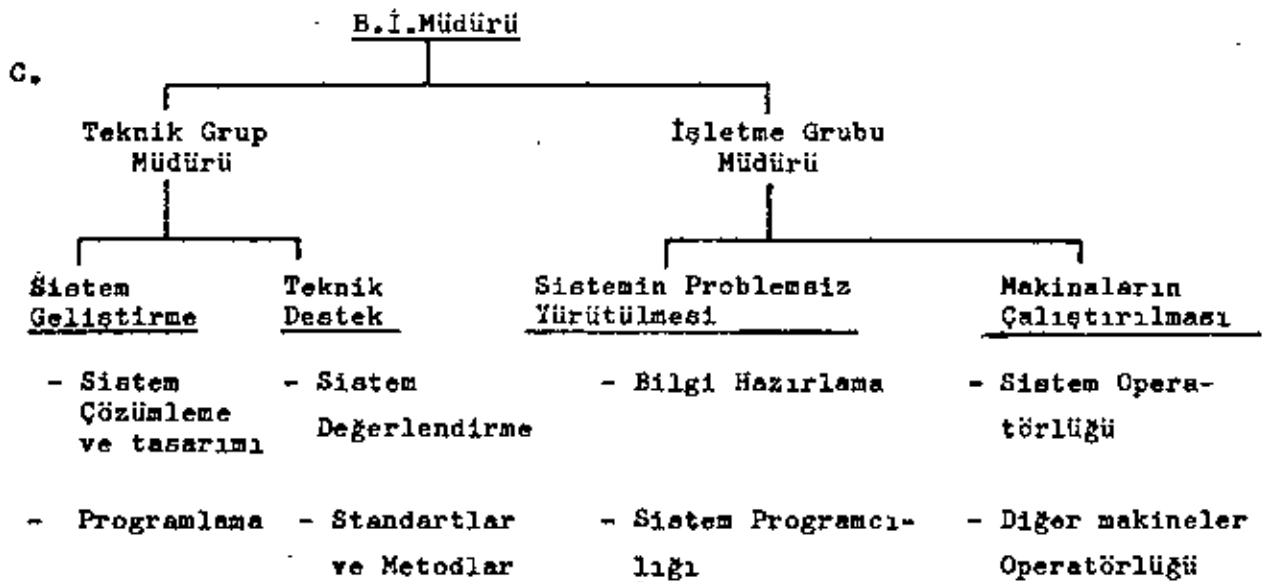 B.İ.Müdürü
C.
Teknik Grup
Müdürü
İşletme Grubu
Müdürü
Sistem
Geliştirme
Teknik
Destek
Sistemin Problemsiz
Yürütülmesi
Makinaların
Çalıştırılması
- Sistem
Çözümleme
ve tasarımı
- Programlama
- Sistem
Değerlendirme
- Standartlar
ve Metodlar
- Bilgi Hazırlama
- Sistem Programcı-
lığı
- Sistem Opera-
törlüğü
- Diğer makineler
Operatörlüğü